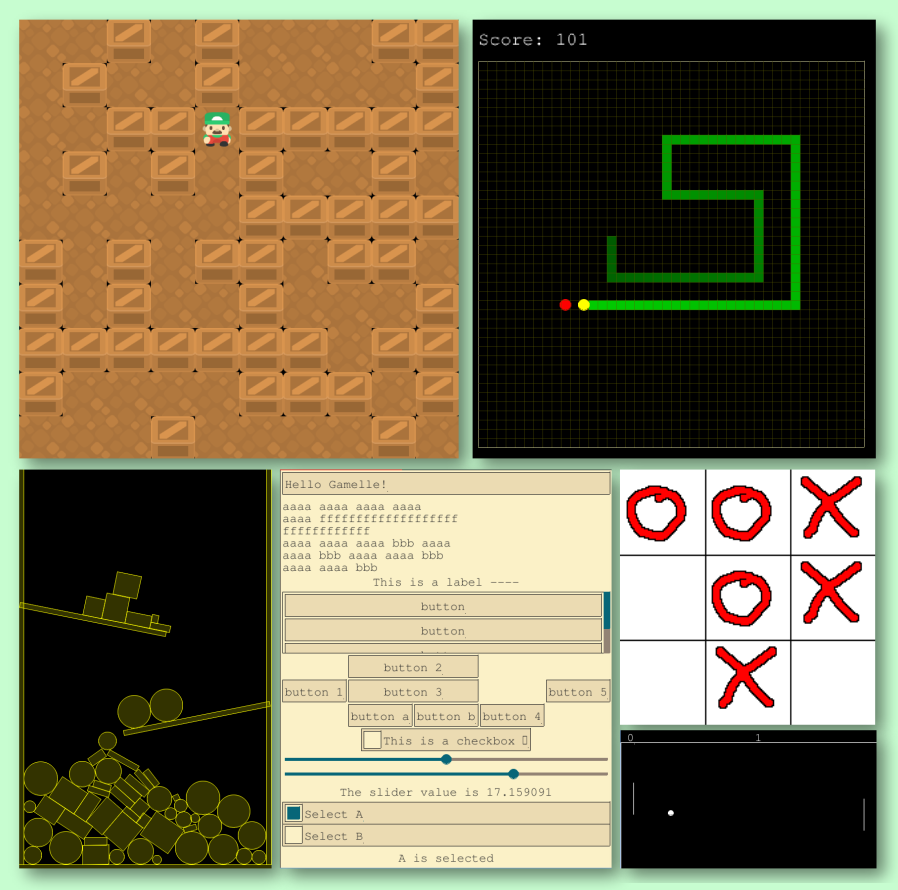 Score: 101
Hello Gamelle!
aaaa aaaa aaaa aaaa
aaaa fffffffffffffffffff
ffffffffffff
aaaa aaaa aaaa bbb aaaa
aaaa bbb aaaa aaaa bbb
aaaa aaaa bbb
This is a label ----
button
button
button 2
button 1 button 3 button 5
button a button b button 4
This is a checkbox
The slider value is 17.159091
Select A
Select B
A is selected
O O X
O X
X
0 1